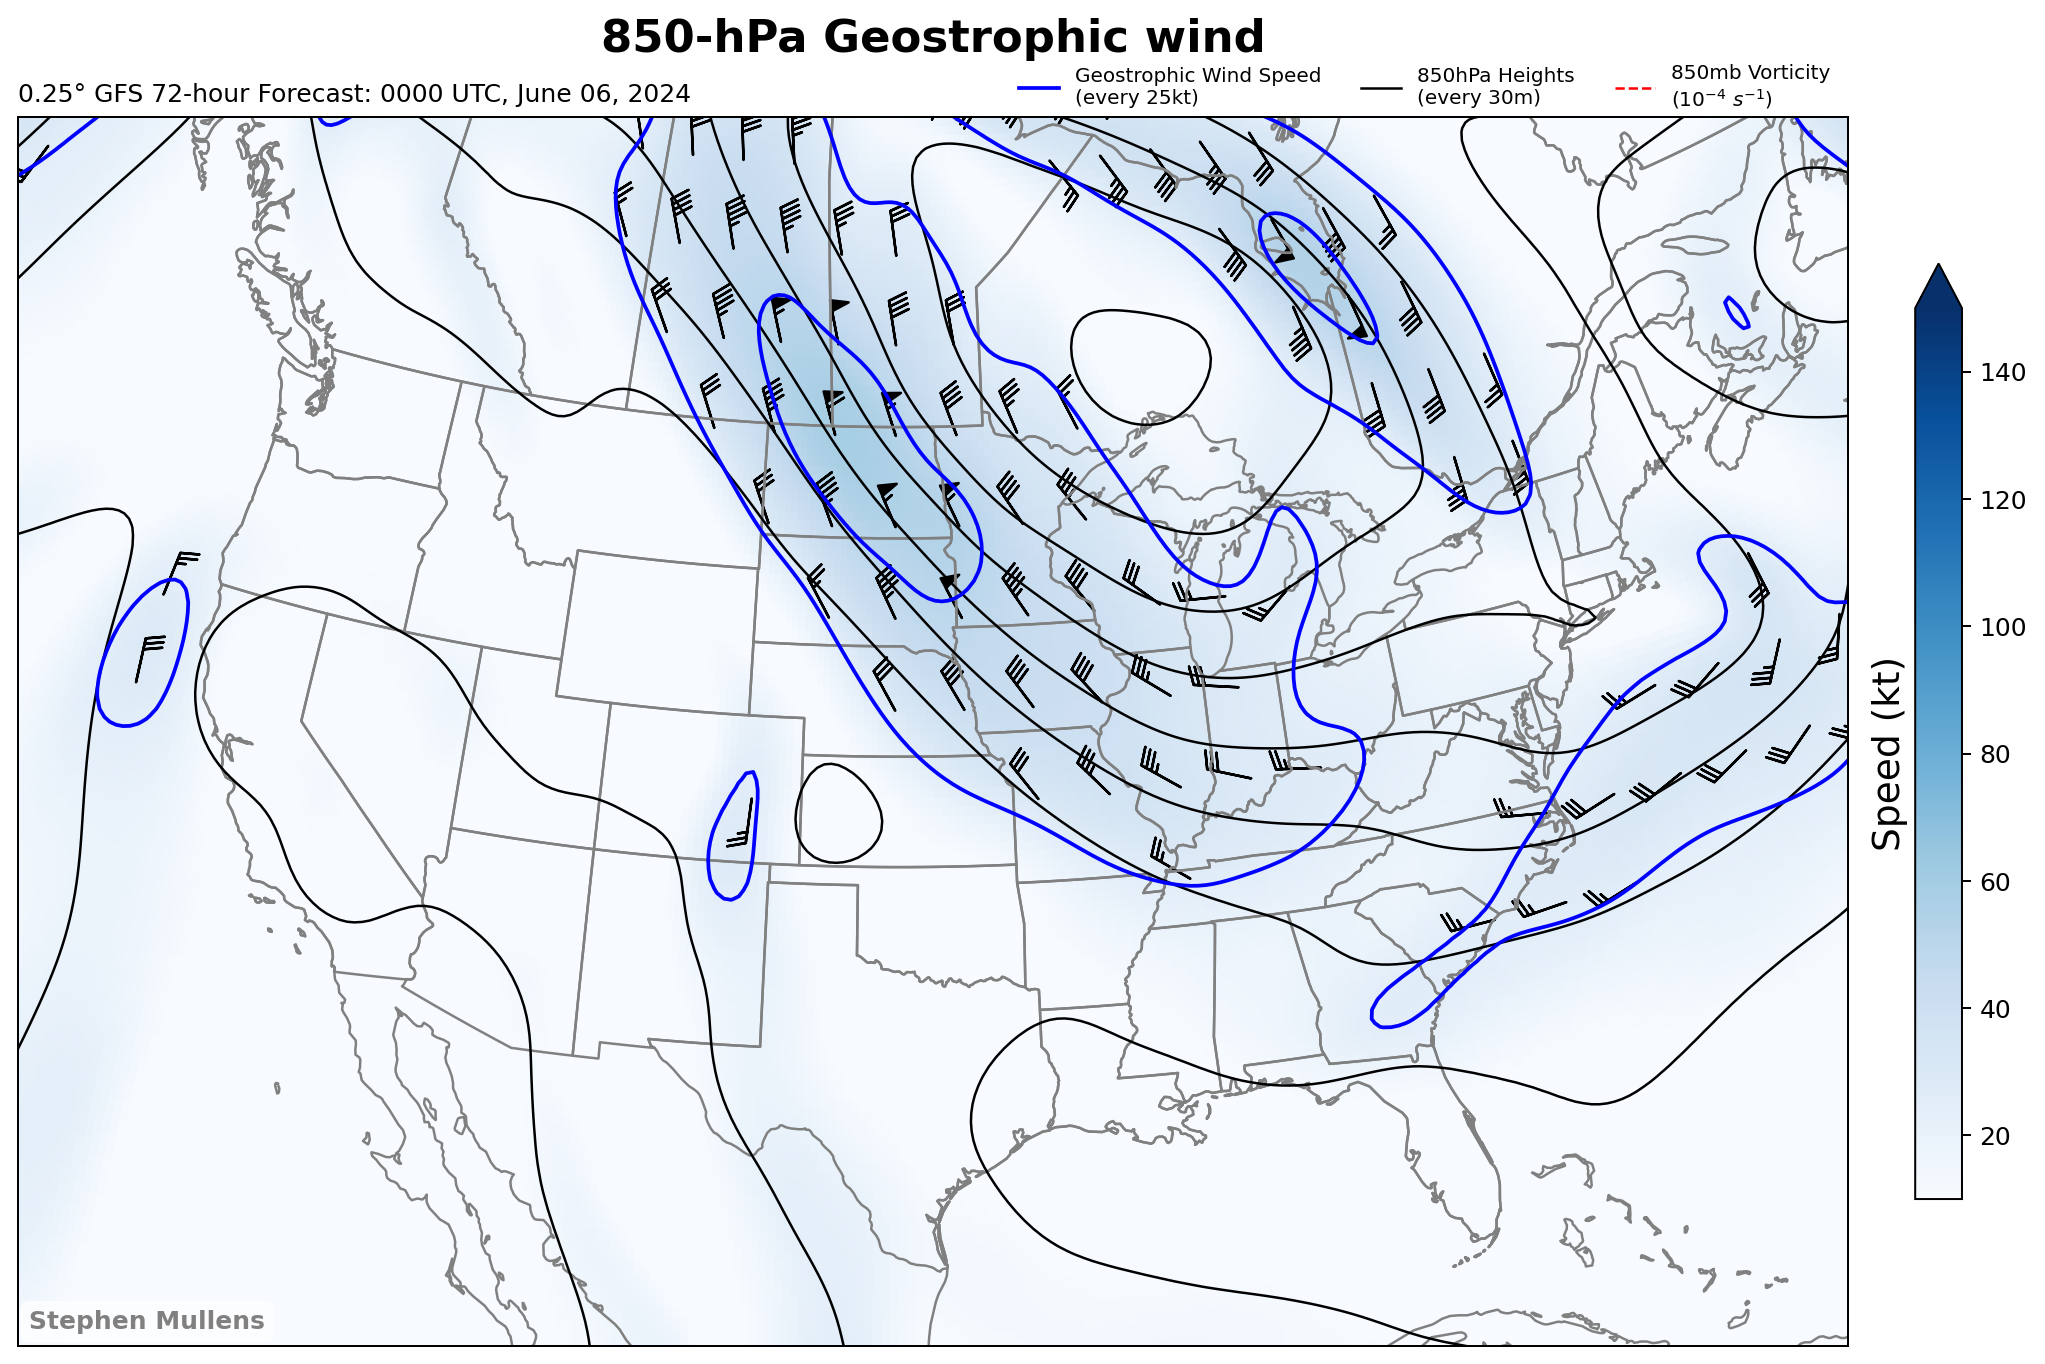 850-hPa Geostrophic wind
0.25° GFS 72-hour Forecast: 0000 UTC, June 06, 2024
Geostrophic Wind Speed
(every 25kt)
850hPa Heights
(every 30m)
850mb Vorticity
(10⁻⁴ s⁻¹)
140
120
100
80
60
40
20
Speed (kt)
Stephen Mullens